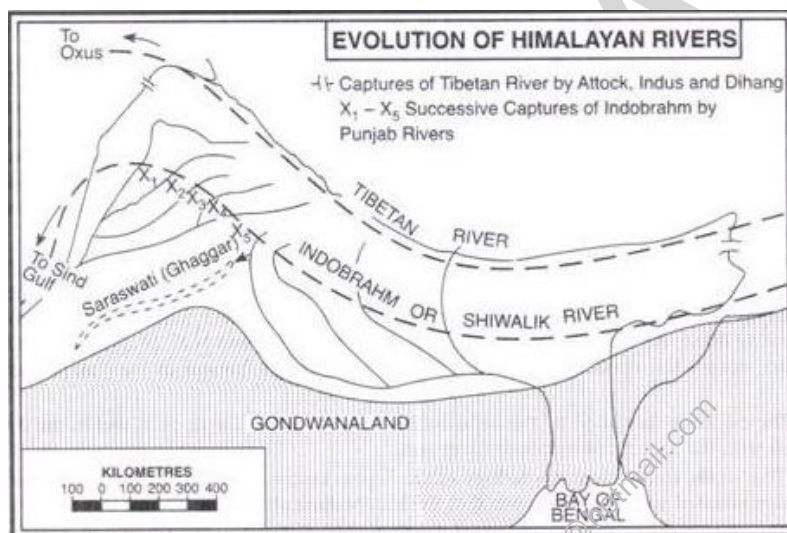 To
Oxus
EVOLUTION OF HIMALAYAN RIVERS
Captures of Tibetan River by Attock, Indus and Dihang
X₁ – X₅ Successive Captures of Indobrahm by
Punjab Rivers
X₁ X₂ X₃ X₄ X₅
TIBETAN RIVER
To Sind
Gulf
Saraswati (Ghaggar)
INDOBRAHM OR SHIWALIK RIVER
GONDWANALAND
KILOMETRES
100 0 100 200 300 400
BAY OF
BENGAL